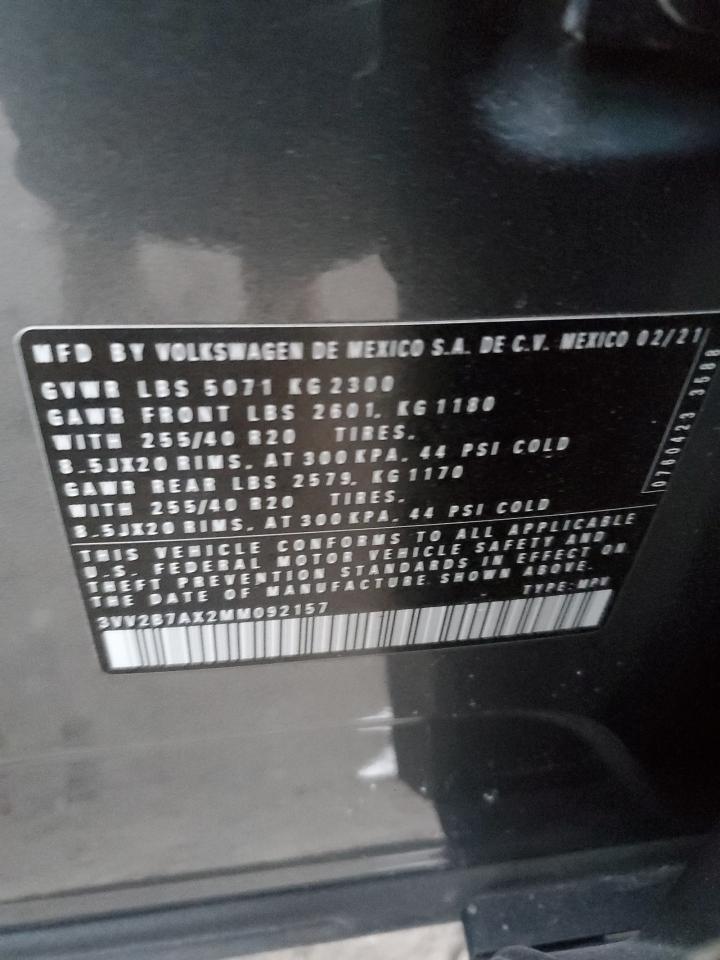 MFD BY VOLKSWAGEN DE MEXICO S.A. DE C.V. MEXICO 02/21
GVWR LBS 5071 KG 2300
GAWR FRONT LBS 2601, KG 1180
WITH 255/40 R20 TIRES,
8.5JX20 RIMS, AT 300 KPA, 44 PSI COLD
GAWR REAR LBS 2579, KG 1170
WITH 255/40 R20 TIRES,
8.5JX20 RIMS, AT 300 KPA, 44 PSI COLD
THIS VEHICLE CONFORMS TO ALL APPLICABLE
U.S. FEDERAL MOTOR VEHICLE SAFETY AND
THEFT PREVENTION STANDARDS IN EFFECT ON
THE DATE OF MANUFACTURE SHOWN ABOVE.
3VV2B7AX2MM092157 TYPE: MPV
0760423 3588